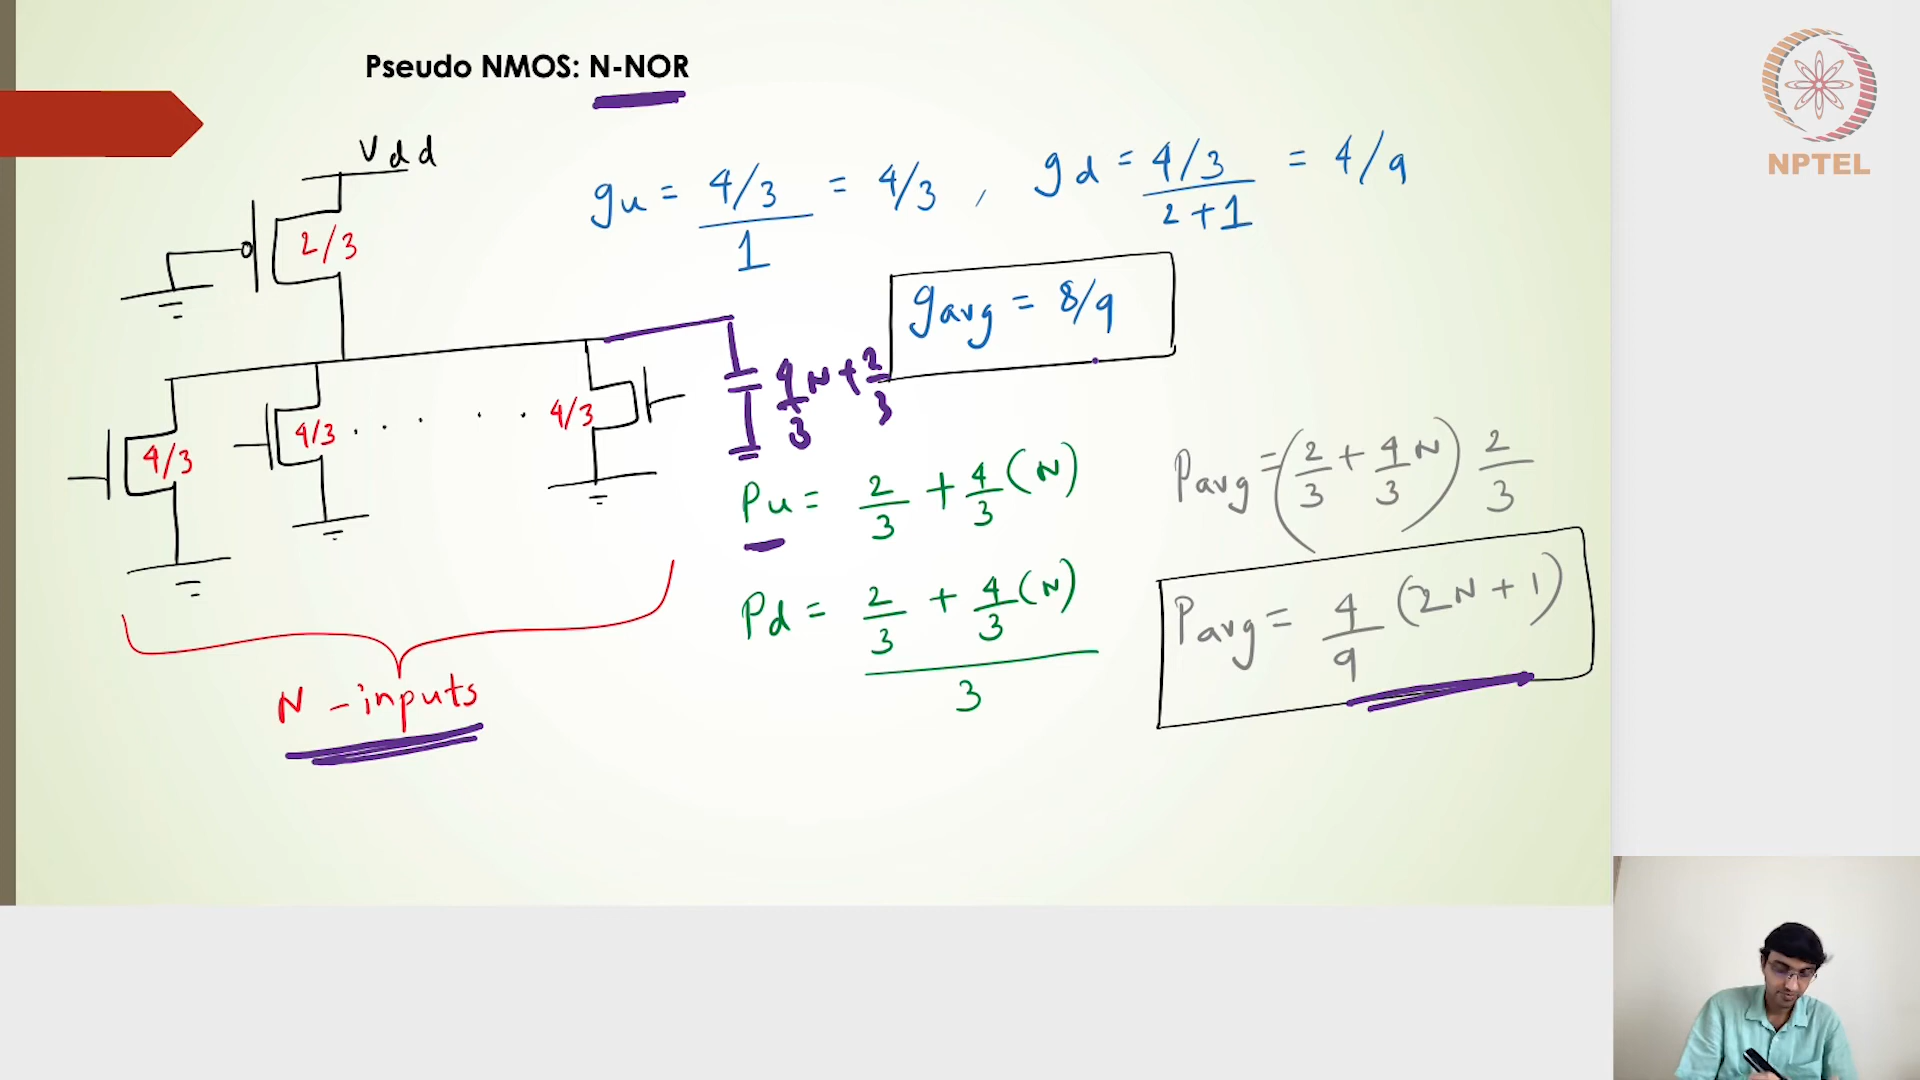 Pseudo NMOS: N-NOR
NPTEL
Vdd
2/3
4/3
4/3
4/3
gu = 4/3 / 1 = 4/3 , gd = 4/3 / 2+1 = 4/9
gavg = 8/9
4/3 N + 2/3
Pu = 2/3 + 4/3 (N)
Pd = 2/3 + 4/3 (N) / 3
Pavg = (2/3 + 4/3 N) 2/3
Pavg = 4/9 (2N + 1)
N - inputs